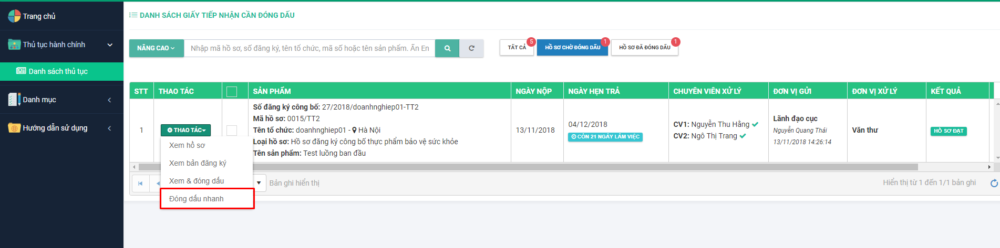 Trang chủ
Thủ tục hành chính
Danh sách thủ tục
Danh mục
Hướng dẫn sử dụng
DANH SÁCH GIẤY TIẾP NHẬN CẦN ĐÓNG DẤU
NÂNG CAO
Nhập mã hồ sơ, số đăng ký, tên tổ chức, mã số hoặc tên sản phẩm. Ấn En
TẤT CẢ 5
HỒ SƠ CHỜ ĐÓNG DẤU 1
HỒ SƠ ĐÃ ĐÓNG DẤU 1
STT THAO TÁC SẢN PHẨM NGÀY NỘP NGÀY HẸN TRẢ CHUYÊN VIÊN XỬ LÝ ĐƠN VỊ GỬI ĐƠN VỊ XỬ LÝ KẾT QUẢ
1
THAO TÁC
Số đăng ký công bố: 27/2018/doanhnghiep01-TT2
Mã hồ sơ: 0015/TT2
Tên tổ chức: doanhnghiep01 - Hà Nội
Loại hồ sơ: Hồ sơ đăng ký công bố thực phẩm bảo vệ sức khỏe
Tên sản phẩm: Test luồng ban đầu
13/11/2018
04/12/2018
CÒN 21 NGÀY LÀM VIỆC
CV1: Nguyễn Thu Hằng
CV2: Ngô Thị Trang
Lãnh đạo cục
Nguyễn Quang Thái
13/11/2018 14:26:14
Văn thư
HỒ SƠ ĐẠT
Xem hồ sơ
Xem bản đăng ký
Xem & đóng dấu
Đóng dấu nhanh
Bản ghi hiển thị
Hiển thị từ 1 đến 1/1 bản ghi